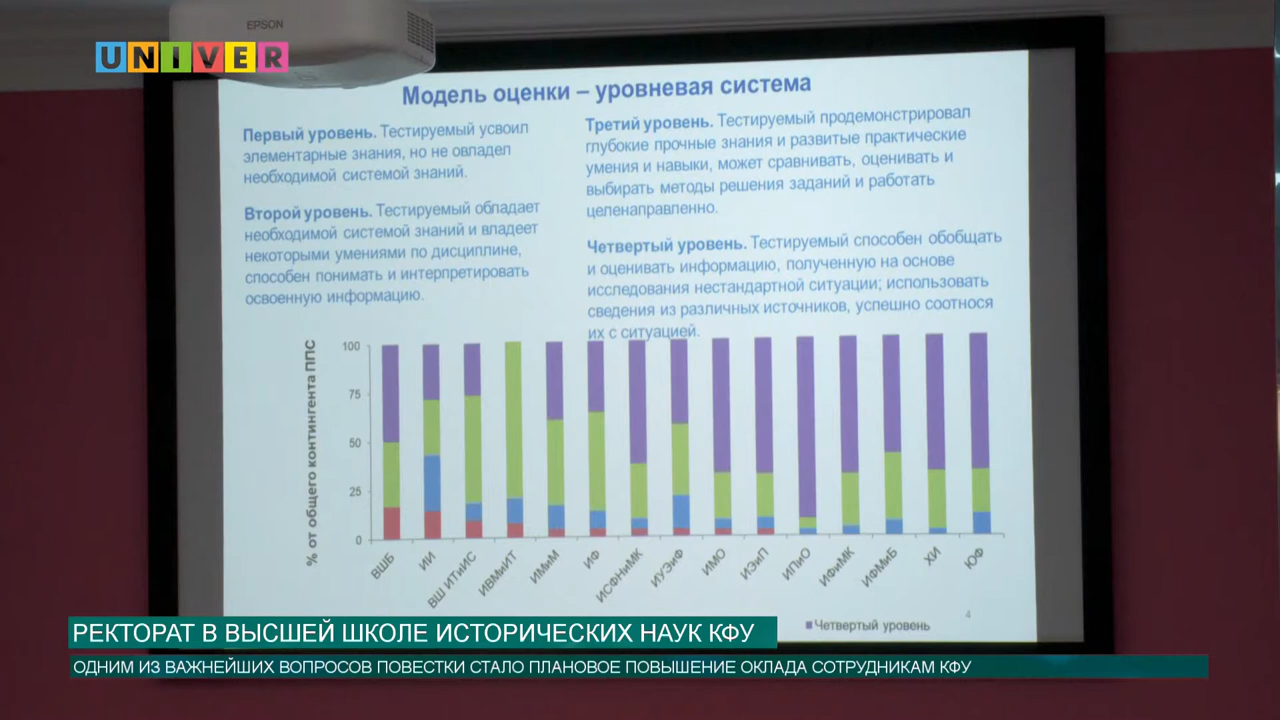 EPSON
UNIVER
Модель оценки – уровневая система
Первый уровень. Тестируемый усвоил
элементарные знания, но не овладел
необходимой системой знаний.
Второй уровень. Тестируемый обладает
необходимой системой знаний и владеет
некоторыми умениями по дисциплине,
способен понимать и интерпретировать
освоенную информацию.
Третий уровень. Тестируемый продемонстрировал
глубокие прочные знания и развитые практические
умения и навыки, может сравнивать, оценивать и
выбирать методы решения заданий и работать
целенаправленно.
Четвертый уровень. Тестируемый способен обобщать
и оценивать информацию, полученную на основе
исследования нестандартной ситуации; использовать
сведения из различных источников, успешно соотнося
их с ситуацией.
% от общего контингента ППС
100
75
50
25
0
ВШБ
ИИ
ВШ ИТиИС
ИВМиИТ
ИМиМ
ИФ
ИСФНиМК
ИУЭиФ
ИМО
ИЭиП
ИПиО
ИФиМК
ИФМиБ
ХИ
ЮФ
Четвертый уровень
4
РЕКТОРАТ В ВЫСШЕЙ ШКОЛЕ ИСТОРИЧЕСКИХ НАУК КФУ
ОДНИМ ИЗ ВАЖНЕЙШИХ ВОПРОСОВ ПОВЕСТКИ СТАЛО ПЛАНОВОЕ ПОВЫШЕНИЕ ОКЛАДА СОТРУДНИКАМ КФУ